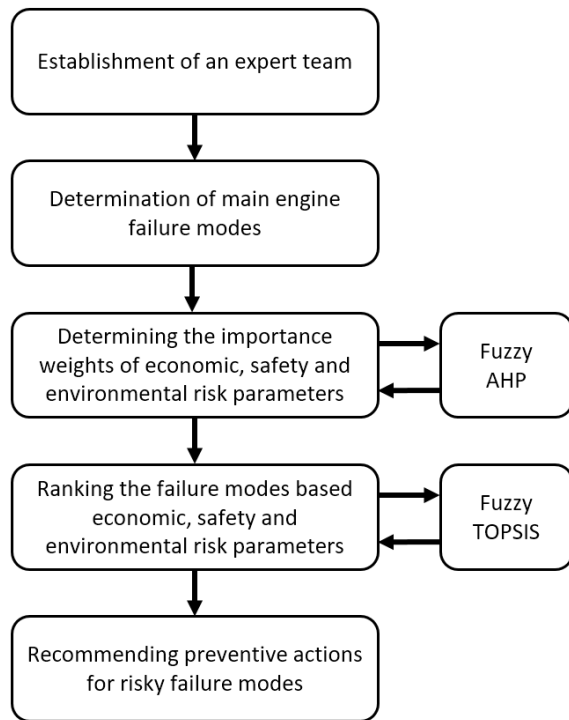 Establishment of an expert team
Determination of main engine
failure modes
Determining the importance
weights of economic, safety and
environmental risk parameters
Fuzzy
AHP
Ranking the failure modes based
economic, safety and
environmental risk parameters
Fuzzy
TOPSIS
Recommending preventive actions
for risky failure modes